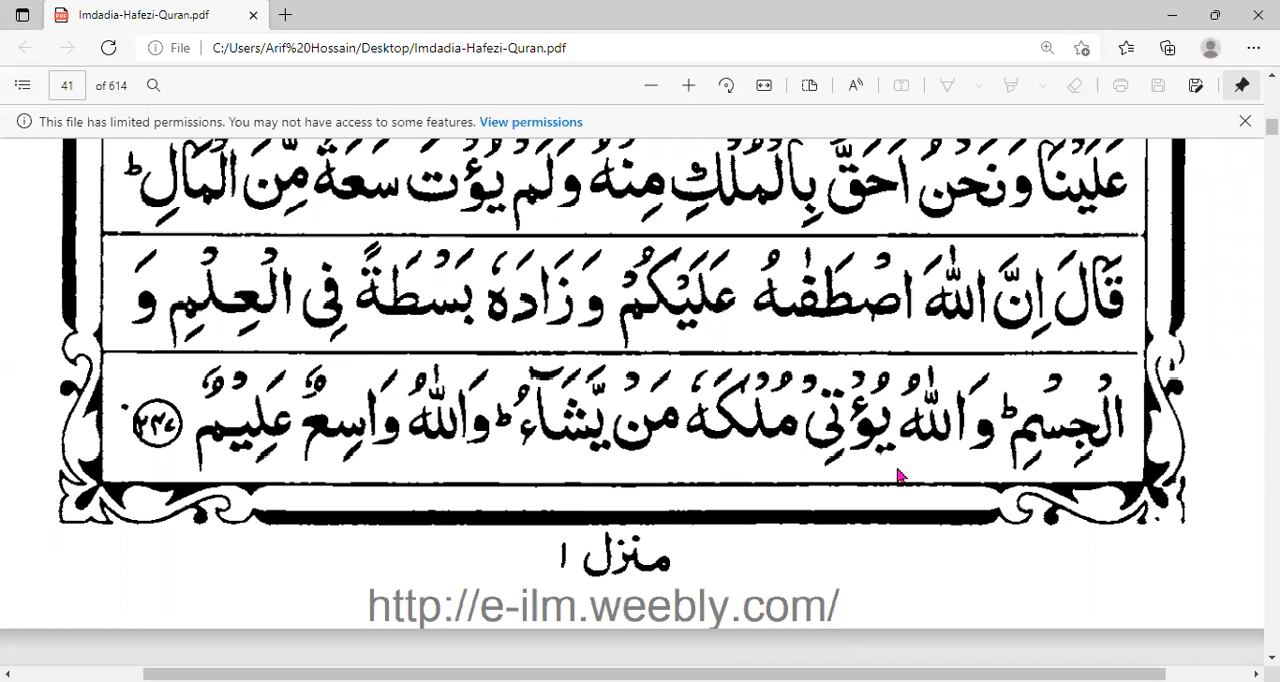 Imdadia-Hafezi-Quran.pdf
File C:/Users/Arif%20Hossain/Desktop/Imdadia-Hafezi-Quran.pdf
41 of 614
This file has limited permissions. You may not have access to some features. View permissions
عَلَيْنَا وَنَحْنُ اَحَقُّ بِالْمُلْكِ مِنْهُ وَلَمْ يُؤْتَ سَعَةً مِّنَ الْمَالِ ؕ
قَالَ اِنَّ اللّٰهَ اصْطَفٰىهُ عَلَيْكُمْ وَزَادَهٗ بَسْطَةً فِى الْعِلْمِ وَ
الْجِسْمِ ؕ وَاللّٰهُ يُؤْتِىْ مُلْكَهٗ مَنْ يَّشَآءُ ؕ وَاللّٰهُ وَاسِعٌ عَلِيْمٌ ﴿۲۴۷﴾
منزل ۱
http://e-ilm.weebly.com/